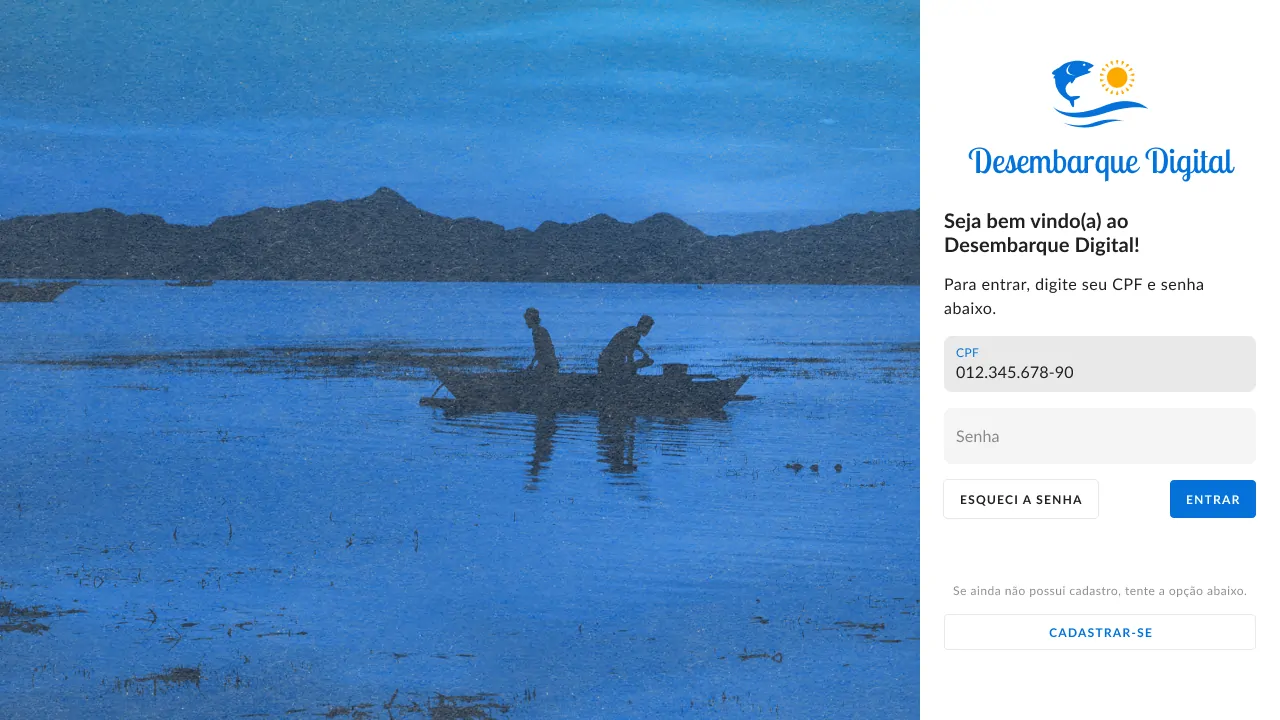 Desembarque Digital
Seja bem vindo(a) ao
Desembarque Digital!
Para entrar, digite seu CPF e senha
abaixo.
CPF
012.345.678-90
Senha
ESQUECI A SENHA
ENTRAR
Se ainda não possui cadastro, tente a opção abaixo.
CADASTRAR-SE